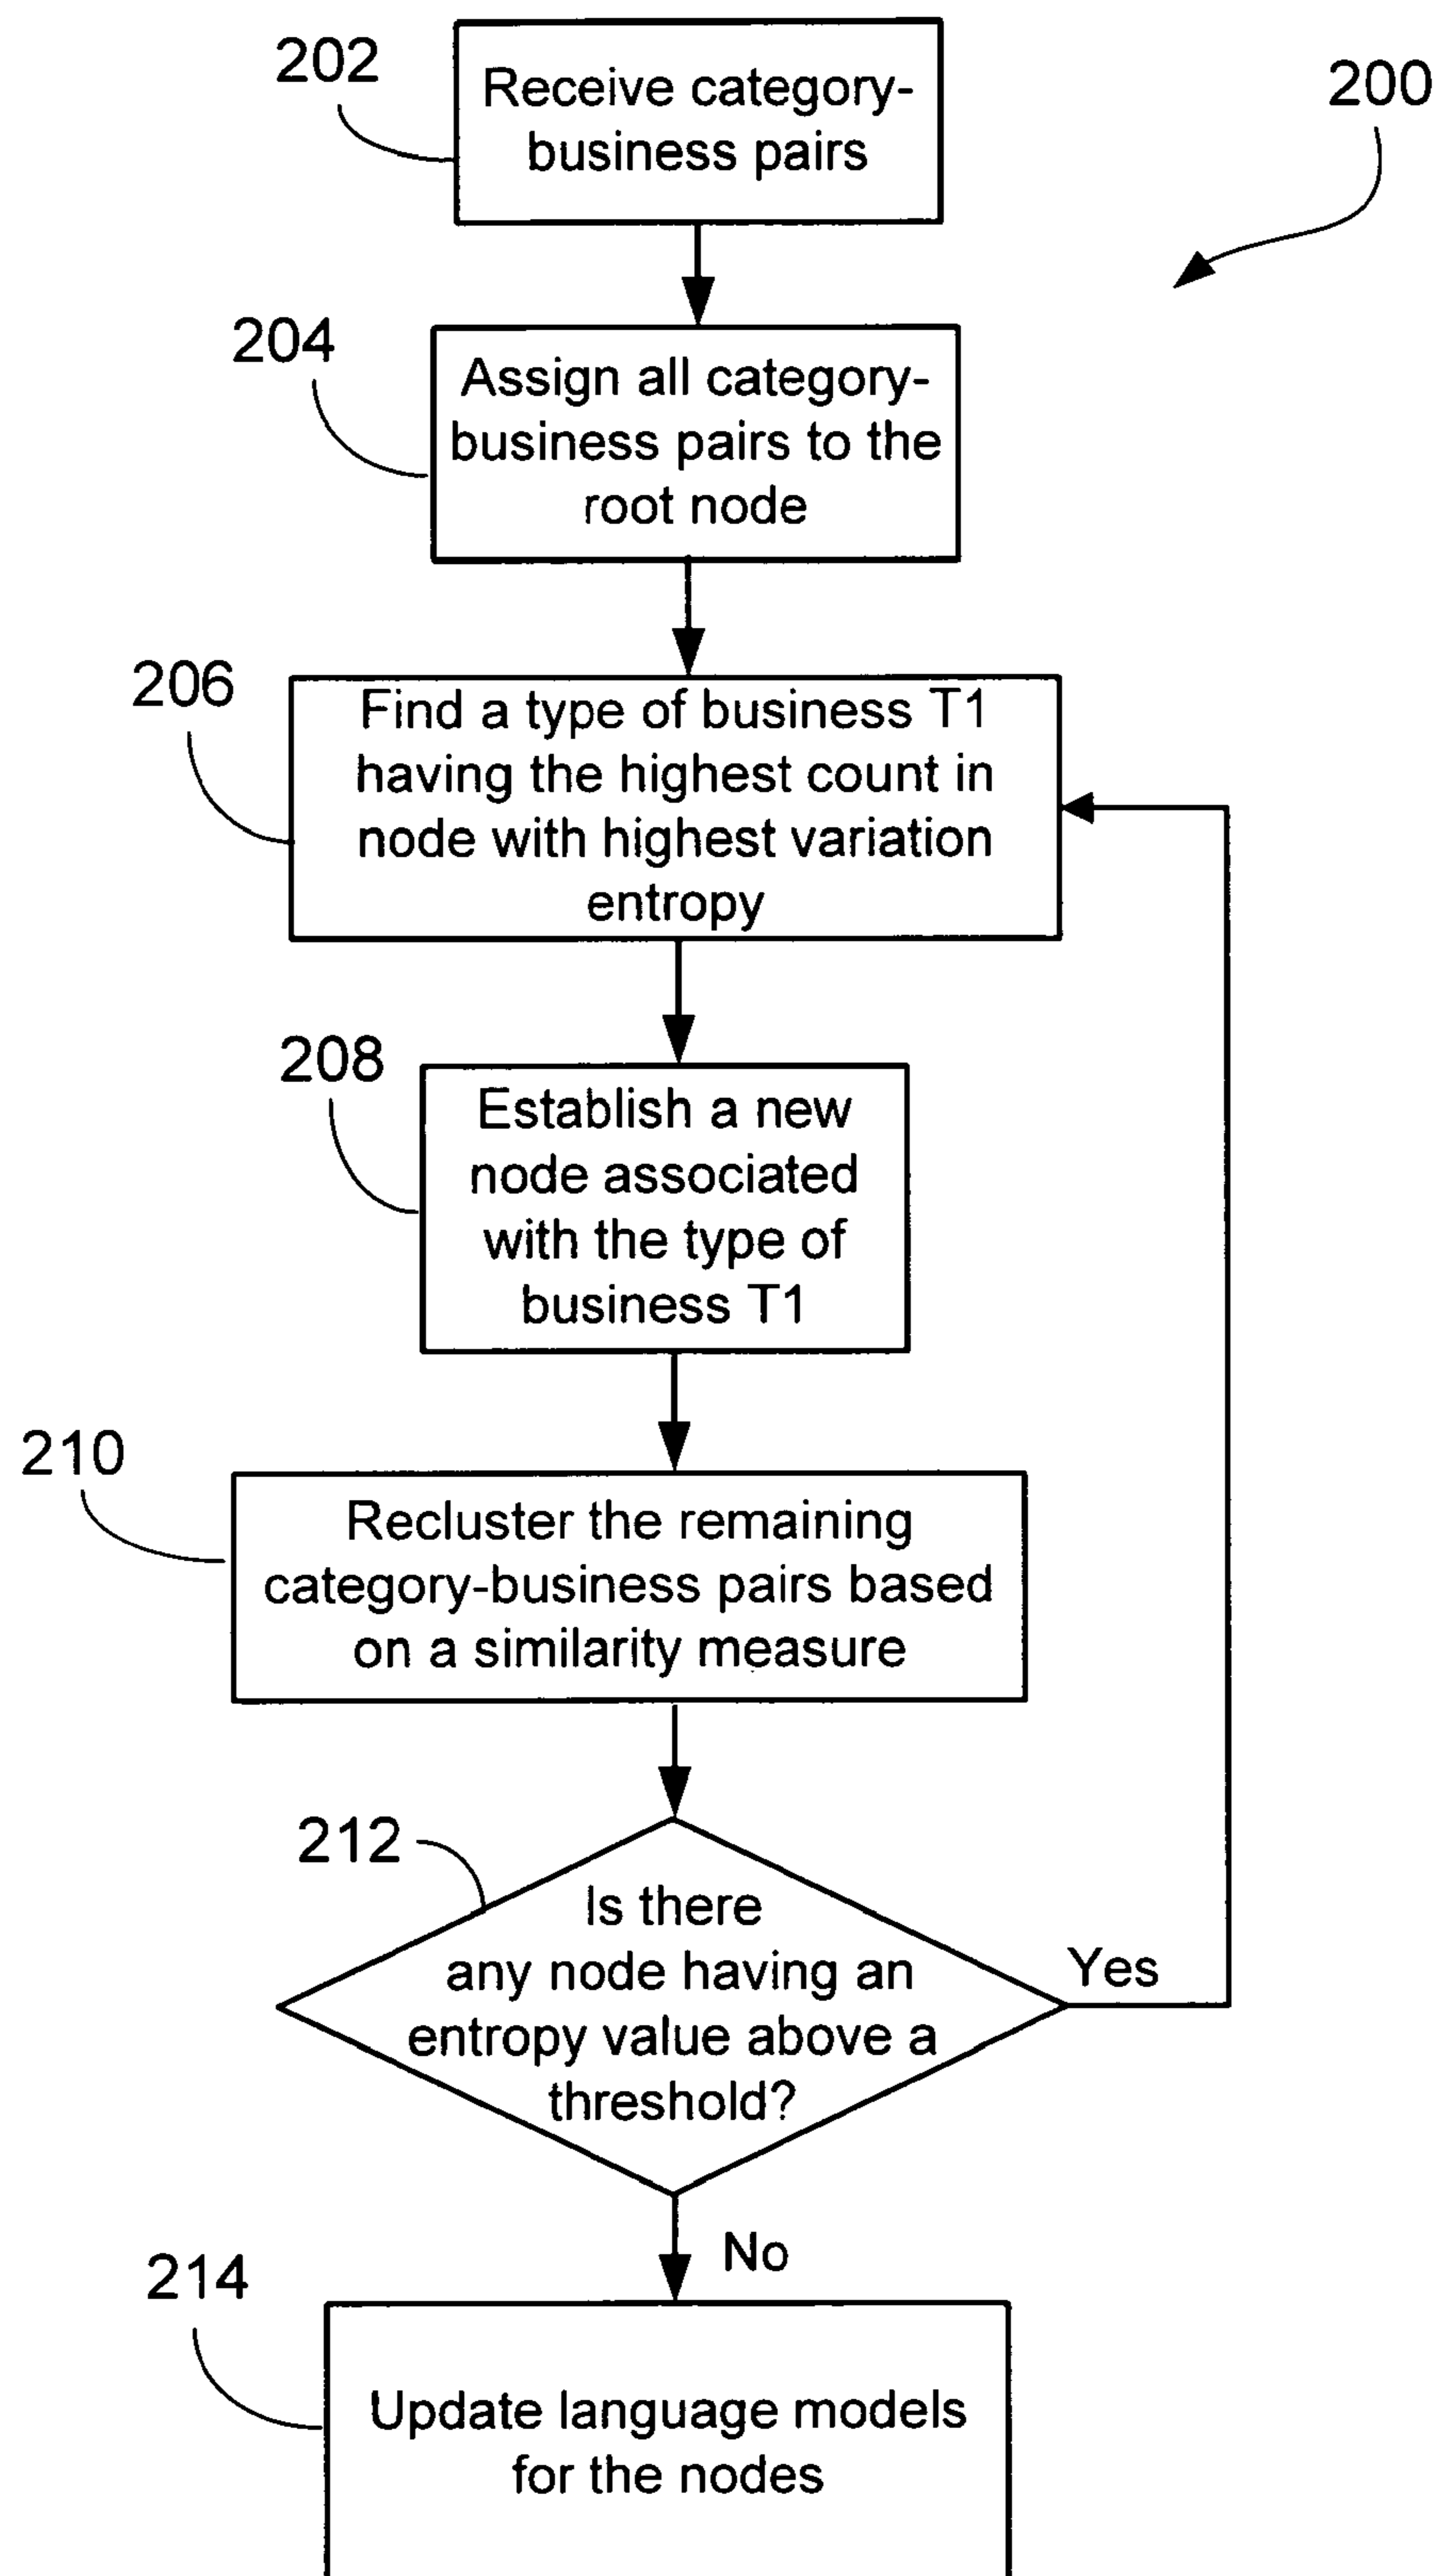 202
Receive category-
business pairs
200
204
Assign all category-
business pairs to the
root node
206
Find a type of business T1
having the highest count in
node with highest variation
entropy
208
Establish a new
node associated
with the type of
business T1
210
Recluster the remaining
category-business pairs based
on a similarity measure
212
Is there
any node having an
entropy value above a
threshold?
Yes
No
214
Update language models
for the nodes